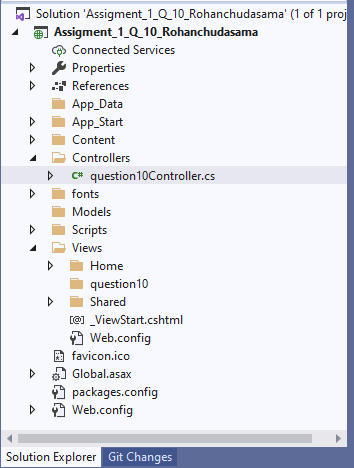 Solution 'Assigment_1_Q_10_Rohanchudasama' (1 of 1 proj
Assigment_1_Q_10_Rohanchudasama
Connected Services
Properties
References
App_Data
App_Start
Content
Controllers
C# question10Controller.cs
fonts
Models
Scripts
Views
Home
question10
Shared
[@] _ViewStart.cshtml
Web.config
favicon.ico
Global.asax
packages.config
Web.config
Solution Explorer Git Changes